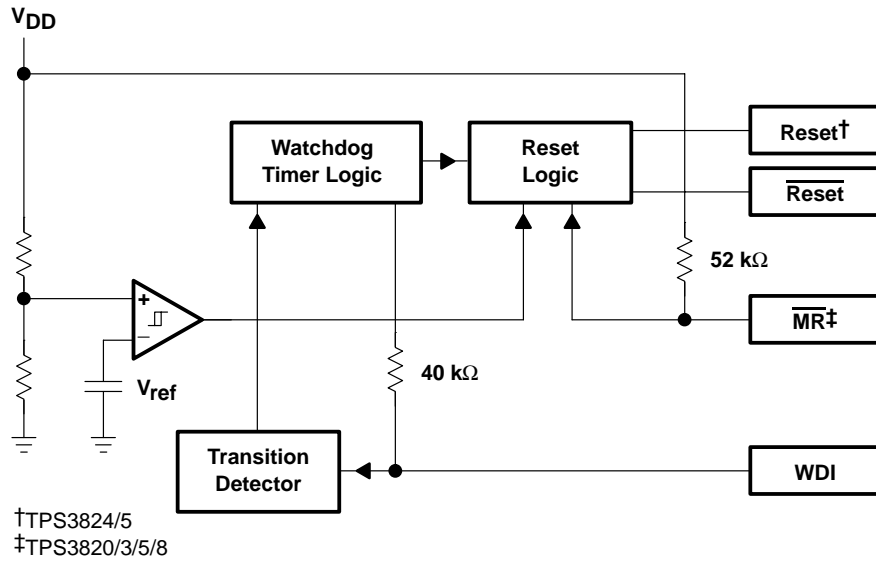 VDD
Watchdog
Timer Logic
Reset
Logic
Reset†
Reset
52 kΩ
MR‡
+
−
Vref
40 kΩ
Transition
Detector
WDI
†TPS3824/5
‡TPS3820/3/5/8